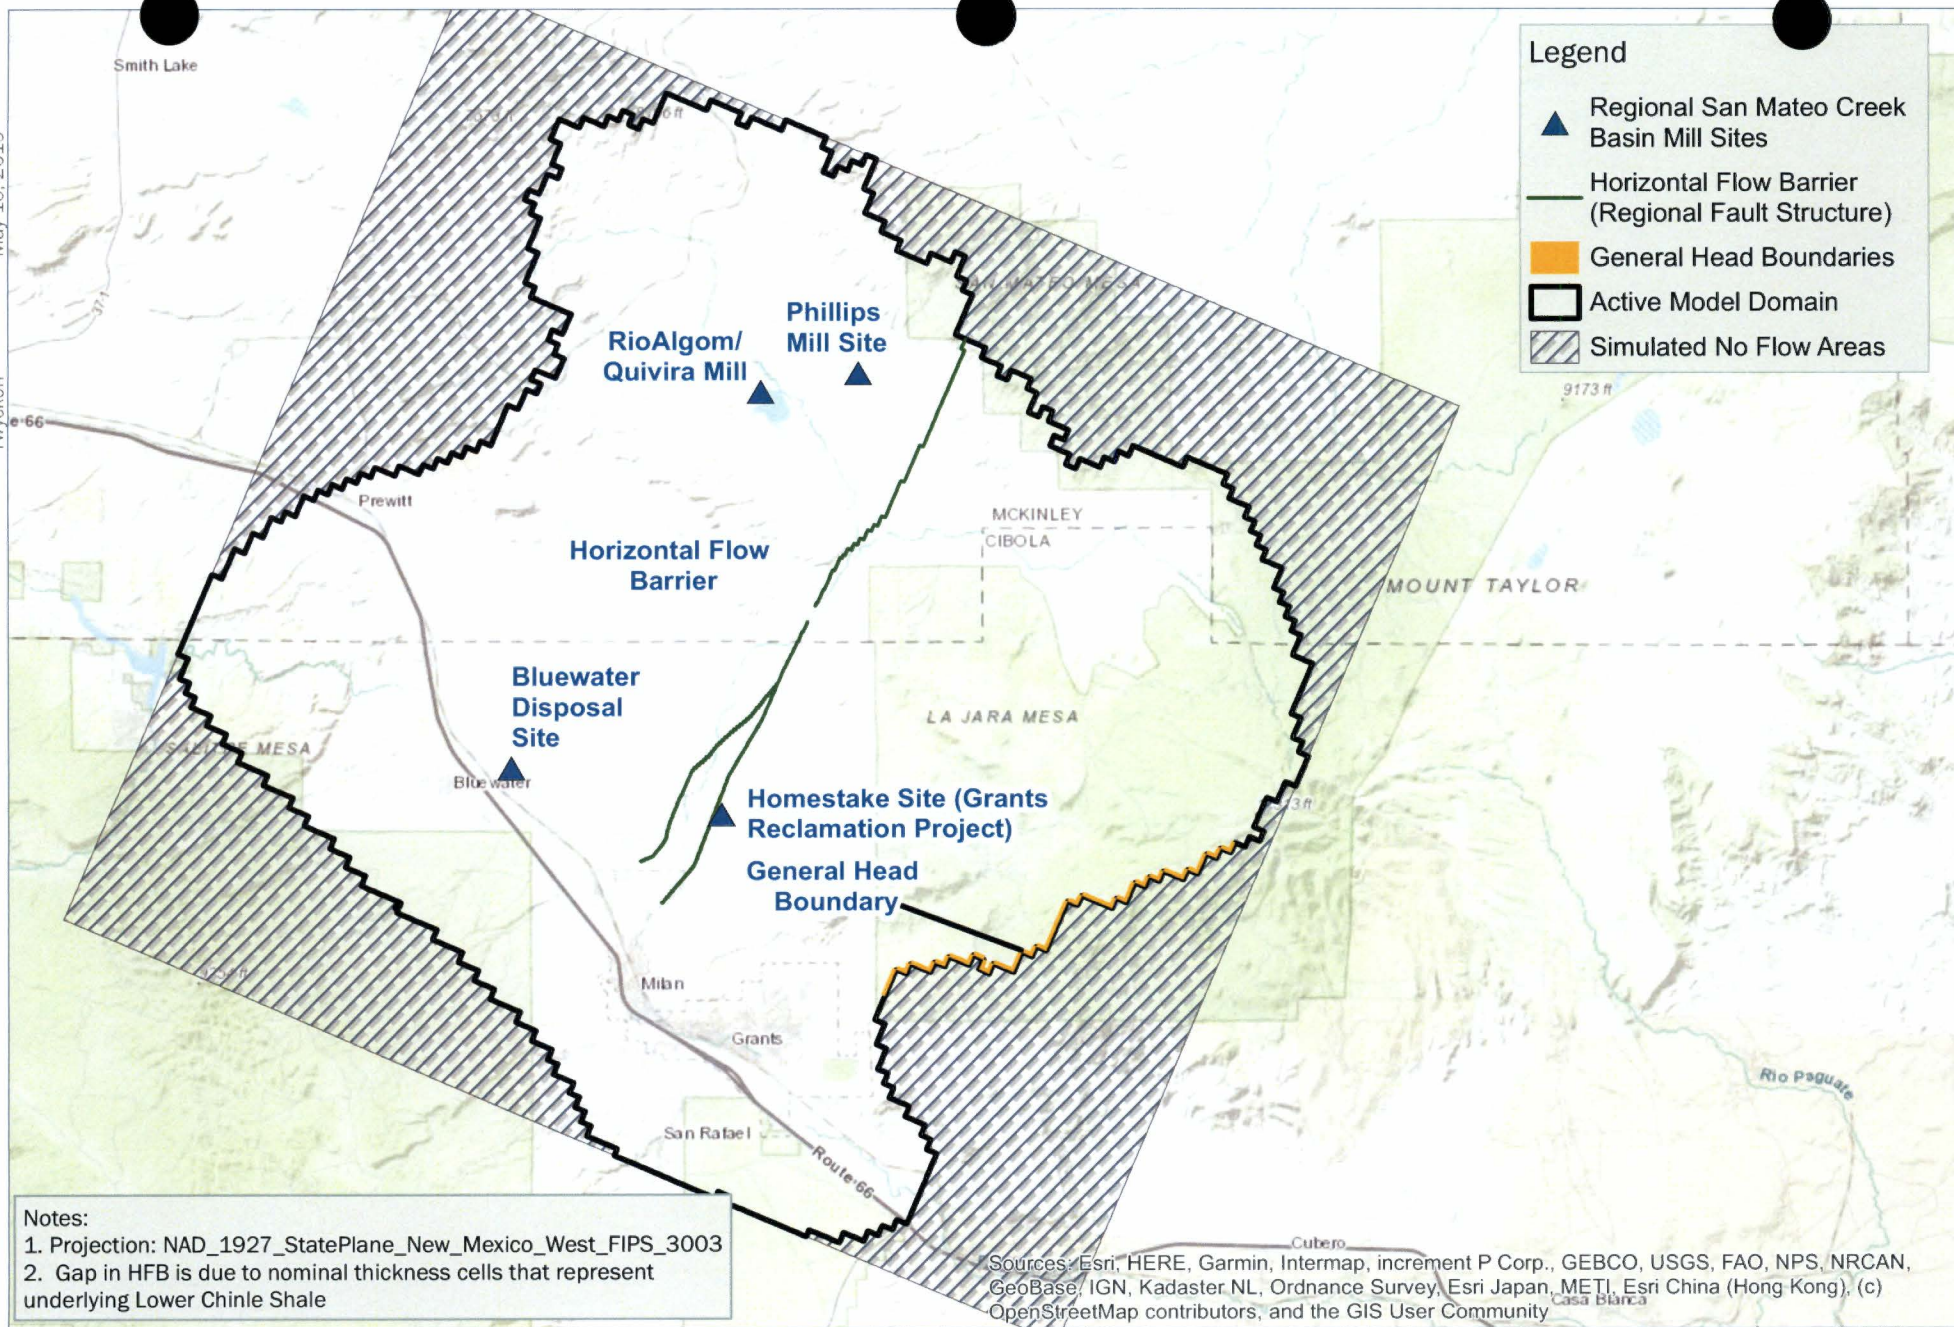 Smith Lake
Legend
Regional San Mateo Creek
Basin Mill Sites
Horizontal Flow Barrier
(Regional Fault Structure)
General Head Boundaries
Active Model Domain
Simulated No Flow Areas
9173 ft
Phillips
Mill Site
RioAlgom/
Quivira Mill
37-1
e 66
Prewitt
MCKINLEY
CIBOLA
Horizontal Flow
Barrier
MOUNT TAYLOR
Bluewater
Disposal
Site
LA JARA MESA
MESA
Bluewater
Homestake Site (Grants
Reclamation Project)
General Head
Boundary
Milan
Grants
San Rafael
Route 66
Rio Paguate
Cubero
Casa Blanca
Notes:
1. Projection: NAD_1927_StatePlane_New_Mexico_West_FIPS_3003
2. Gap in HFB is due to nominal thickness cells that represent
underlying Lower Chinle Shale
Sources: Esri, HERE, Garmin, Intermap, increment P Corp., GEBCO, USGS, FAO, NPS, NRCAN,
GeoBase, IGN, Kadaster NL, Ordnance Survey, Esri Japan, METI, Esri China (Hong Kong), (c)
OpenStreetMap contributors, and the GIS User Community